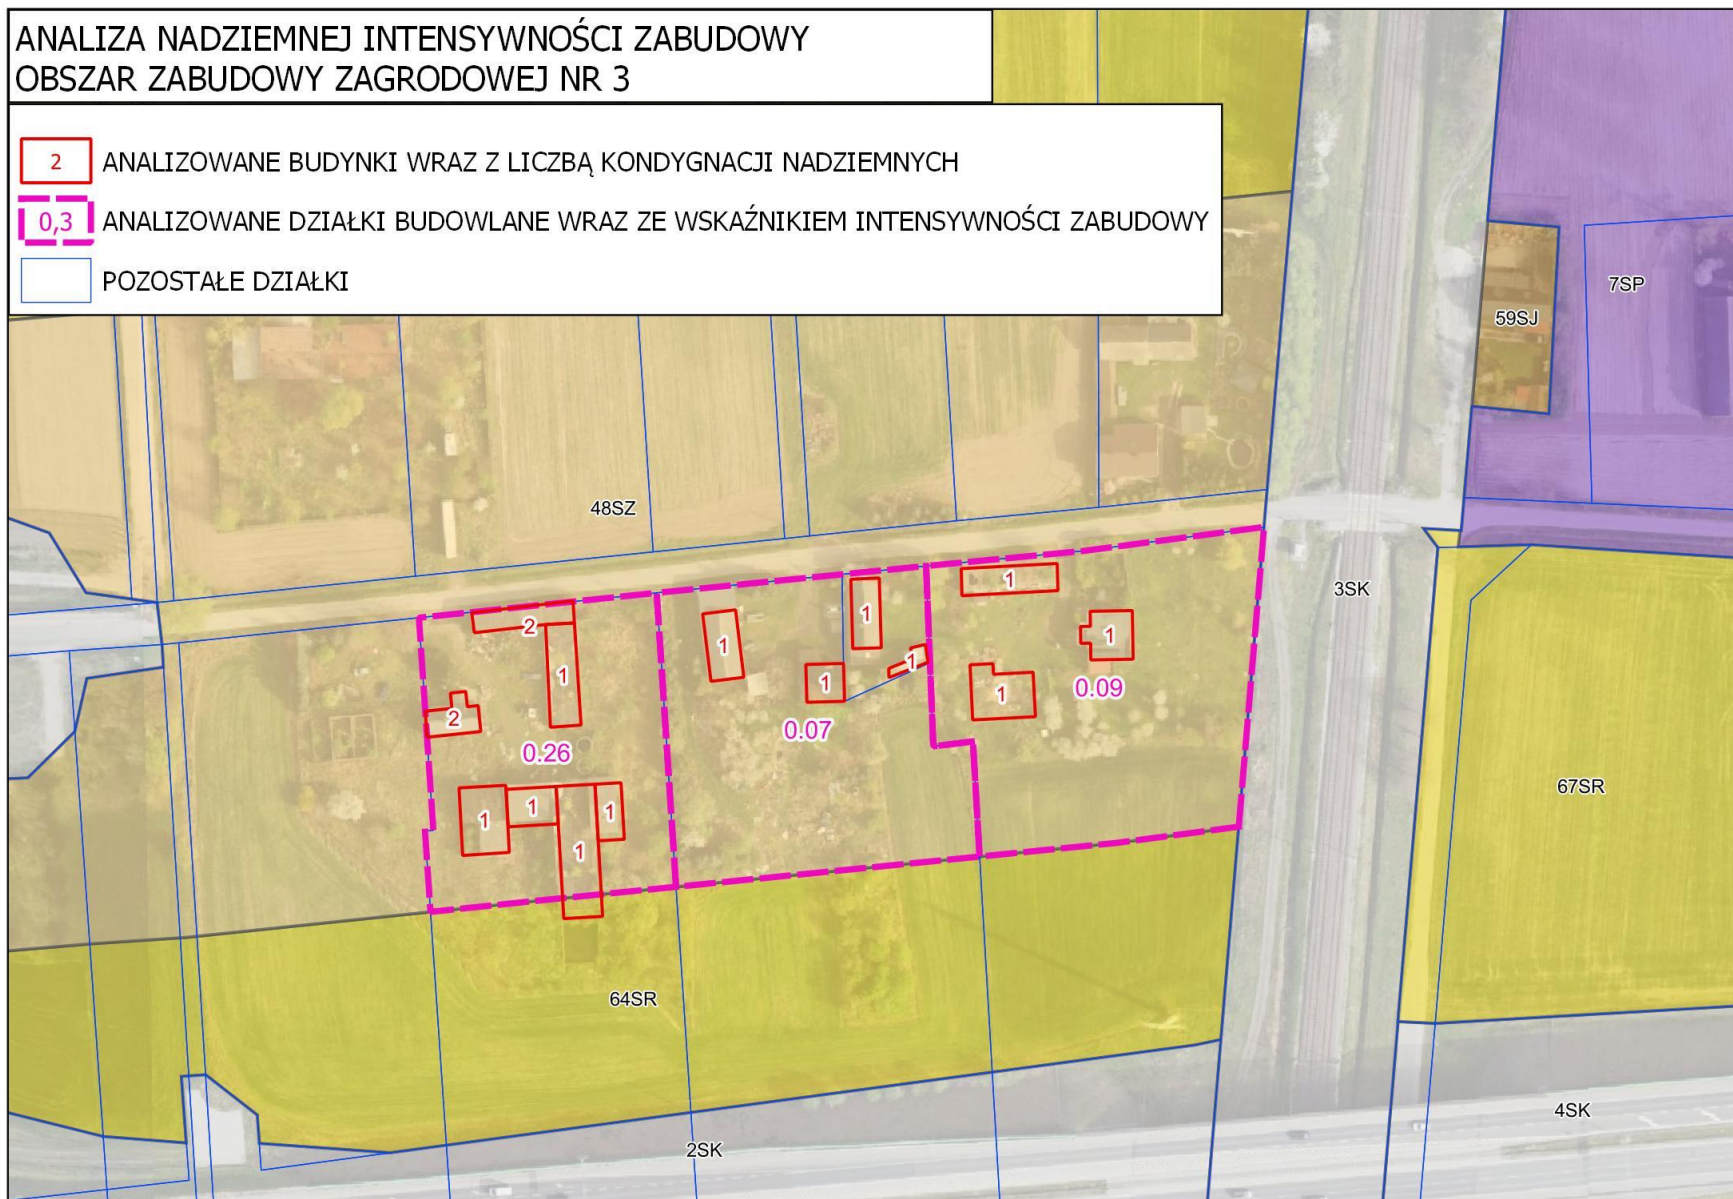 ANALIZA NADZIEMNEJ INTENSYWNOŚCI ZABUDOWY
OBSZAR ZABUDOWY ZAGRODOWEJ NR 3
2 ANALIZOWANE BUDYNKI WRAZ Z LICZBĄ KONDYGNACJI NADZIEMNYCH
0,3 ANALIZOWANE DZIAŁKI BUDOWLANE WRAZ ZE WSKAŹNIKIEM INTENSYWNOŚCI ZABUDOWY
POZOSTAŁE DZIAŁKI
7SP
59SJ
48SZ
3SK
1
1
2
1
1
1
1
1
1
1
0.09
2
0.07
0.26
67SR
1
1
1
1
64SR
4SK
2SK